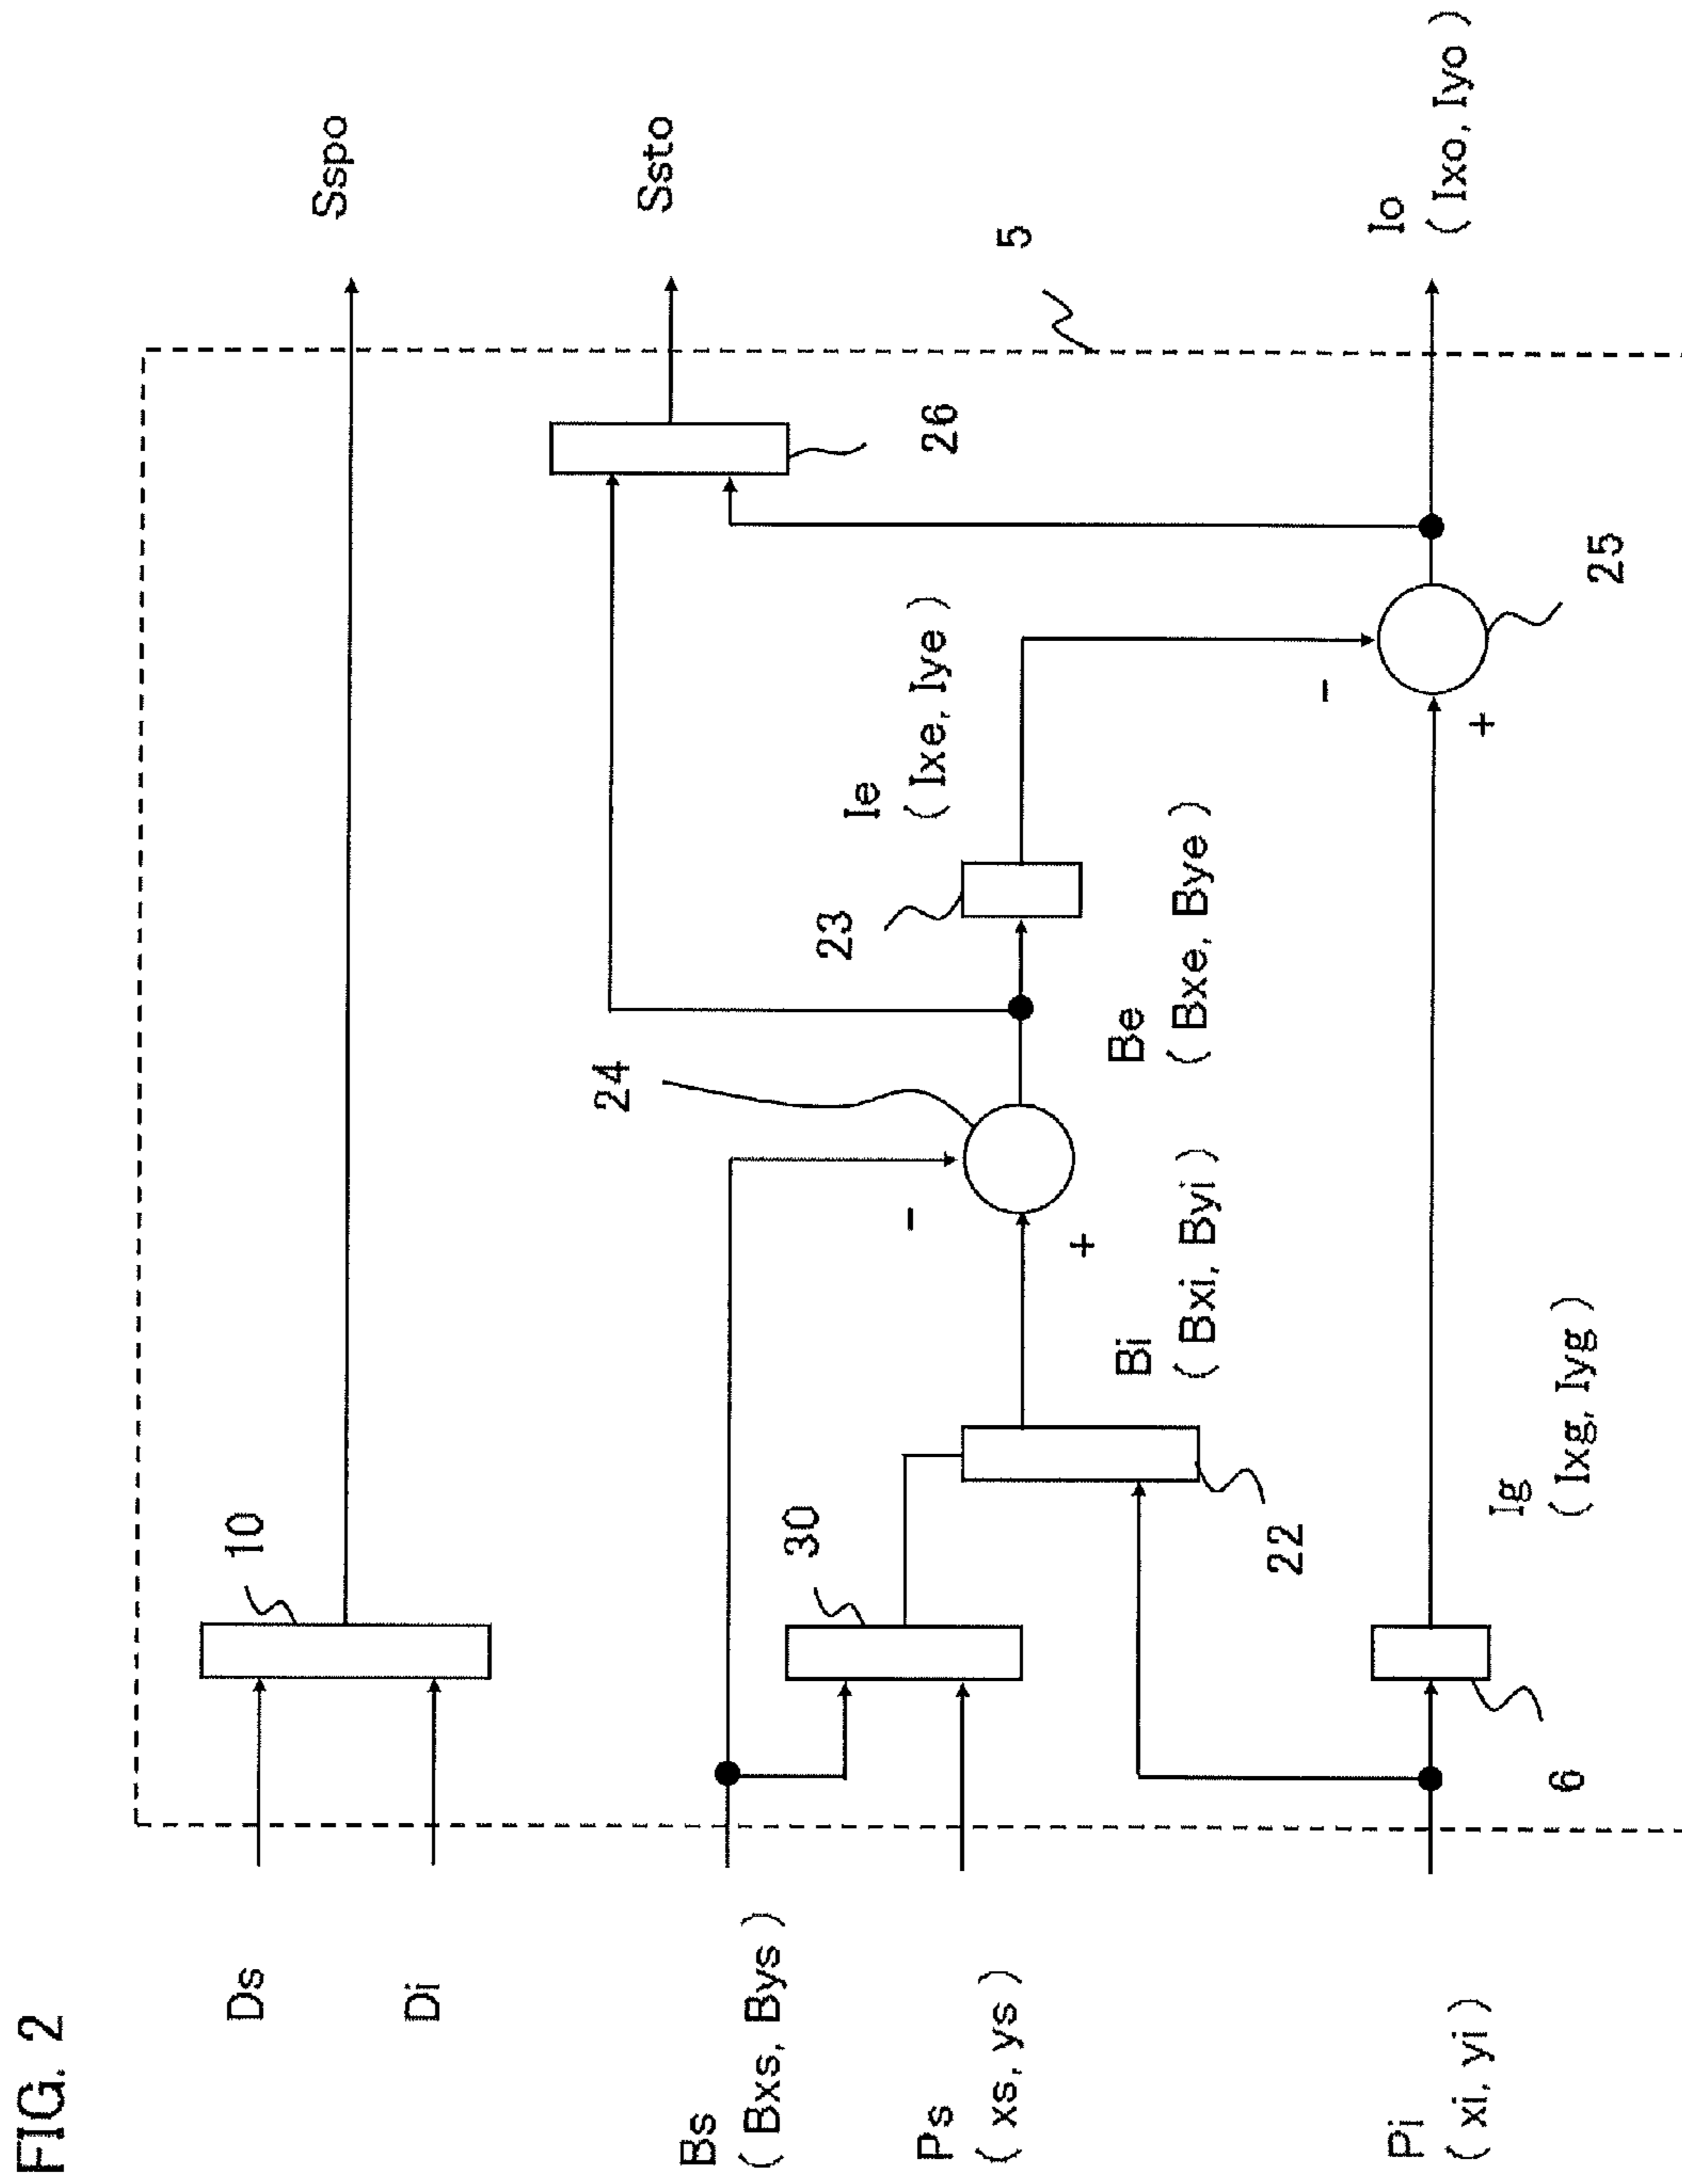 FIG. 2
Ds
Di
Bs
( Bxs, Bys )
Ps
( xs, ys )
Pi
( xi, yi )
10
30
22
6
Bi
( Bxi, Byi )
Ig
( Ixg, Iyg )
24
-
+
Be
( Bxe, Bye )
23
Ie
( Ixe, Iye )
-
+
25
26
5
Sspo
Ssto
Io
( Ixo, Iyo )